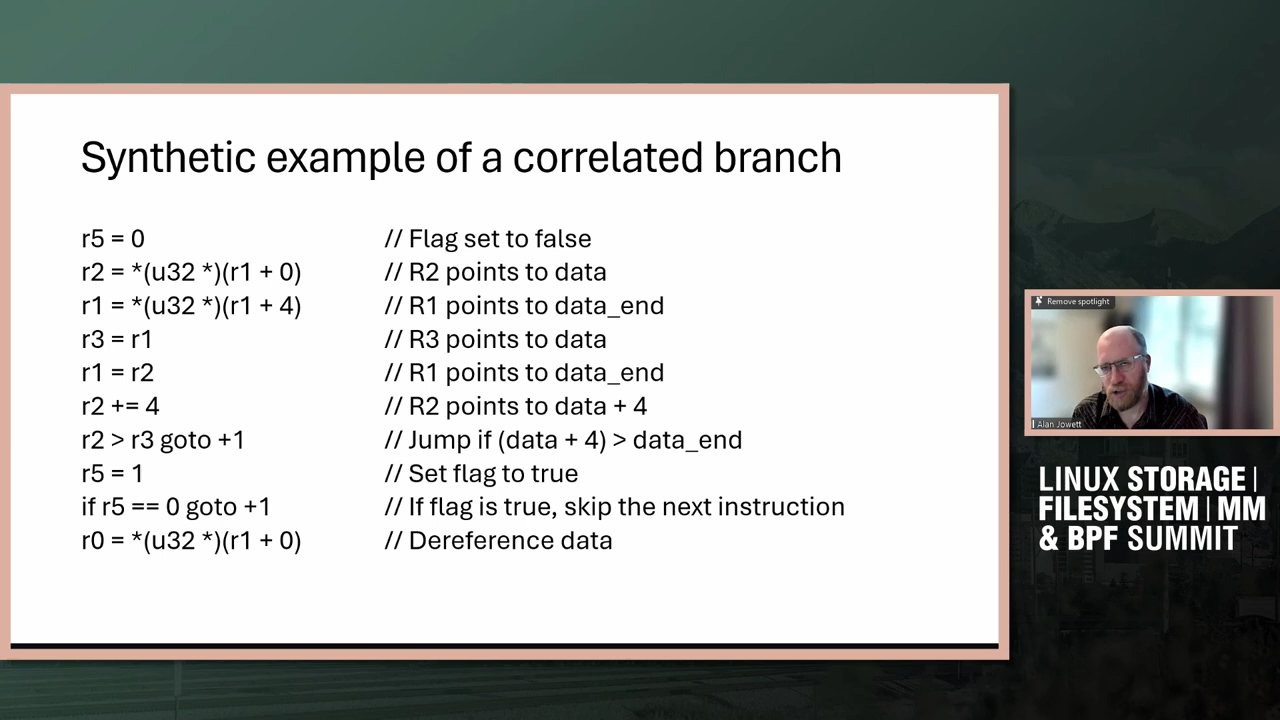 Synthetic example of a correlated branch
r5 = 0 // Flag set to false
r2 = *(u32 *)(r1 + 0) // R2 points to data
r1 = *(u32 *)(r1 + 4) // R1 points to data_end
r3 = r1 // R3 points to data
r1 = r2 // R1 points to data_end
r2 += 4 // R2 points to data + 4
r2 > r3 goto +1 // Jump if (data + 4) > data_end
r5 = 1 // Set flag to true
if r5 == 0 goto +1 // If flag is true, skip the next instruction
r0 = *(u32 *)(r1 + 0) // Dereference data
Remove spotlight
Alan Jowett
LINUX STORAGE |
FILESYSTEM | MM
& BPF SUMMIT